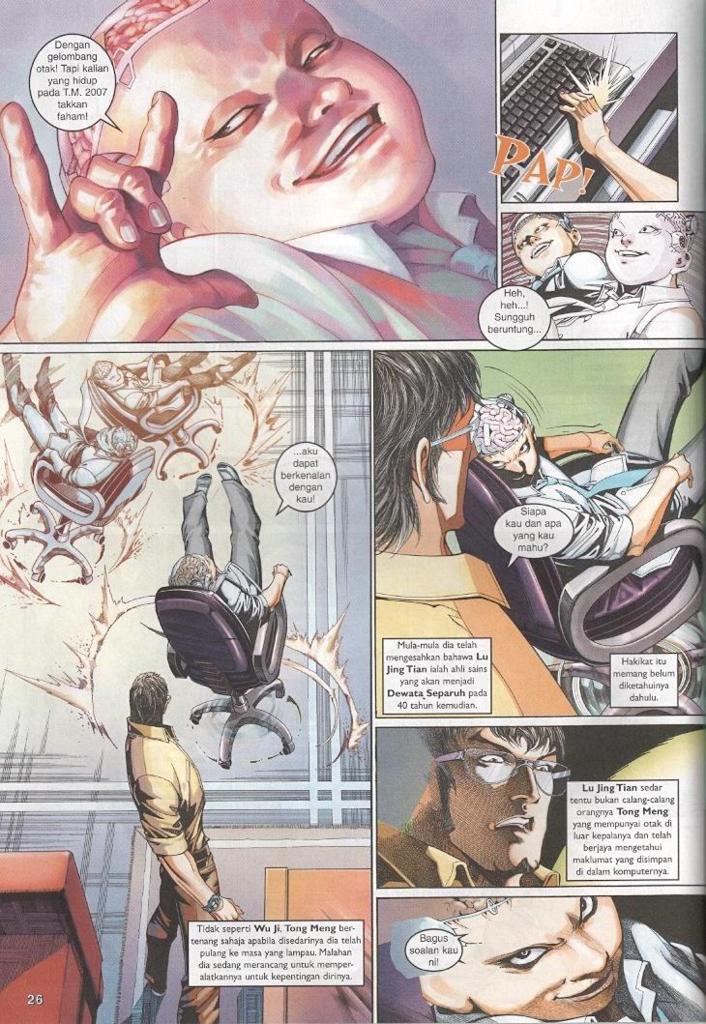 Dengan
gelombang
otak! Tapi kalian
yang hidup
pada T.M. 2007
takkan
faham!
PAP!
Heh,
heh...!
Sungguh
beruntung...
...aku
dapat
berkenalan
dengan
kau!
Siapa
kau dan apa
yang kau
mahu?
Mula-mula dia telah
mengesahkan bahawa Lu
Jing Tian ialah ahli sains
yang akan menjadi
Dewata Separuh pada
40 tahun kemudian.
Hakikat itu
memang belum
diketahuinya
dahulu.
Lu Jing Tian sedar
tentu bukan calang-calang
orangnya Tong Meng
yang mempunyai otak di
luar kepalanya dan telah
berjaya mengetahui
maklumat yang disimpan
di dalam komputernya.
Tidak seperti Wu Ji, Tong Meng ber-
tenang sahaja apabila disedarinya dia telah
pulang ke masa yang lampau. Malahan
dia sedang merancang untuk memper-
alatkannya untuk kepentingan dirinya.
Bagus
soalan kau
ni!
26